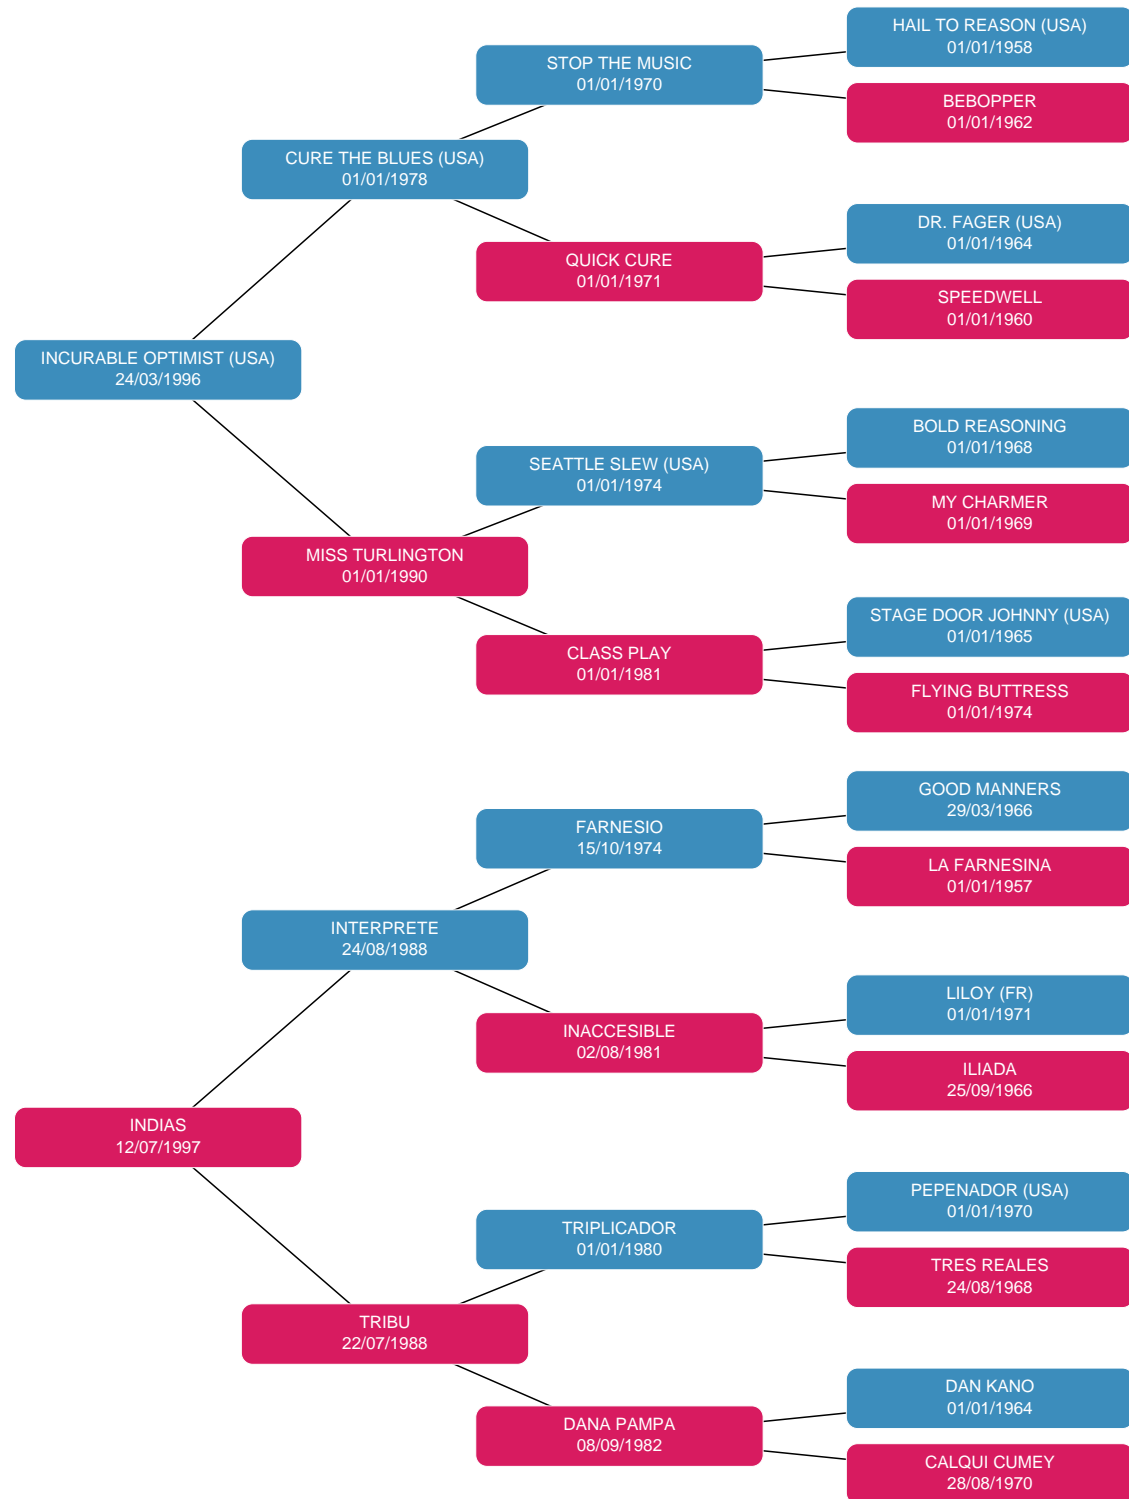 HAIL TO REASON (USA)
01/01/1958
STOP THE MUSIC
01/01/1970
BEBOPPER
01/01/1962
CURE THE BLUES (USA)
01/01/1978
DR. FAGER (USA)
01/01/1964
QUICK CURE
01/01/1971
SPEEDWELL
01/01/1960
INCURABLE OPTIMIST (USA)
24/03/1996
BOLD REASONING
01/01/1968
SEATTLE SLEW (USA)
01/01/1974
MY CHARMER
01/01/1969
MISS TURLINGTON
01/01/1990
STAGE DOOR JOHNNY (USA)
01/01/1965
CLASS PLAY
01/01/1981
FLYING BUTTRESS
01/01/1974
GOOD MANNERS
29/03/1966
FARNESIO
15/10/1974
LA FARNESINA
01/01/1957
INTERPRETE
24/08/1988
LILOY (FR)
01/01/1971
INACCESIBLE
02/08/1981
ILIADA
25/09/1966
INDIAS
12/07/1997
PEPENADOR (USA)
01/01/1970
TRIPLICADOR
01/01/1980
TRES REALES
24/08/1968
TRIBU
22/07/1988
DAN KANO
01/01/1964
DANA PAMPA
08/09/1982
CALQUI CUMEY
28/08/1970